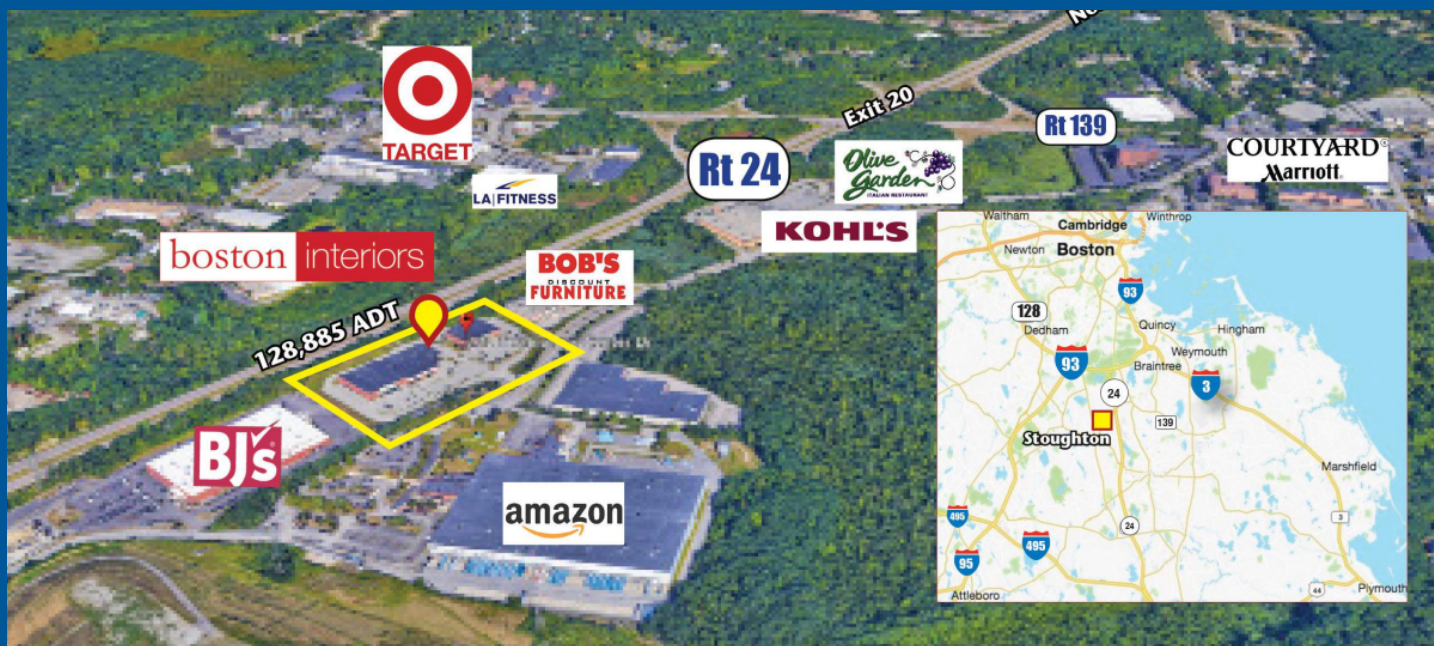 No
Exit 20
TARGET
Rt 24
Rt 139
Olive
Garden
ITALIAN RESTAURANT
COURTYARD®
Marriott
LA|FITNESS
KOHL'S
boston interiors
BOB'S
DISCOUNT
FURNITURE
128,885 ADT
BJ's
amazon
Waltham
Winthrop
Cambridge
Newton
Boston
93
128
Dedham
Quincy
Hingham
Weymouth
93
Braintree
3
24
139
Stoughton
Marshfield
495
3
24
495
95
Attleboro
44
Plymouth